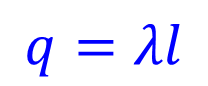 q = λl